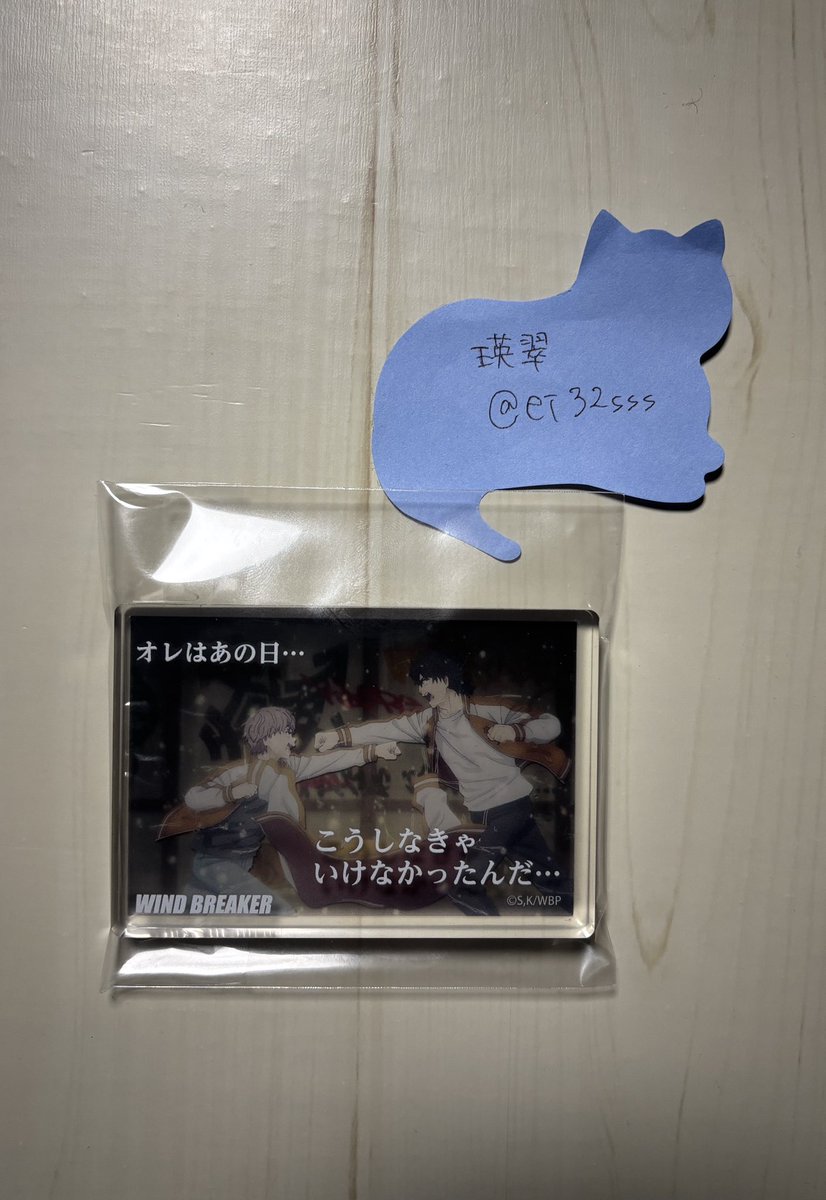 瑛翠
@eT32sss
オレはあの日…
こうしなきゃ
いけなかったんだ…
WIND BREAKER
©S,K/WBP